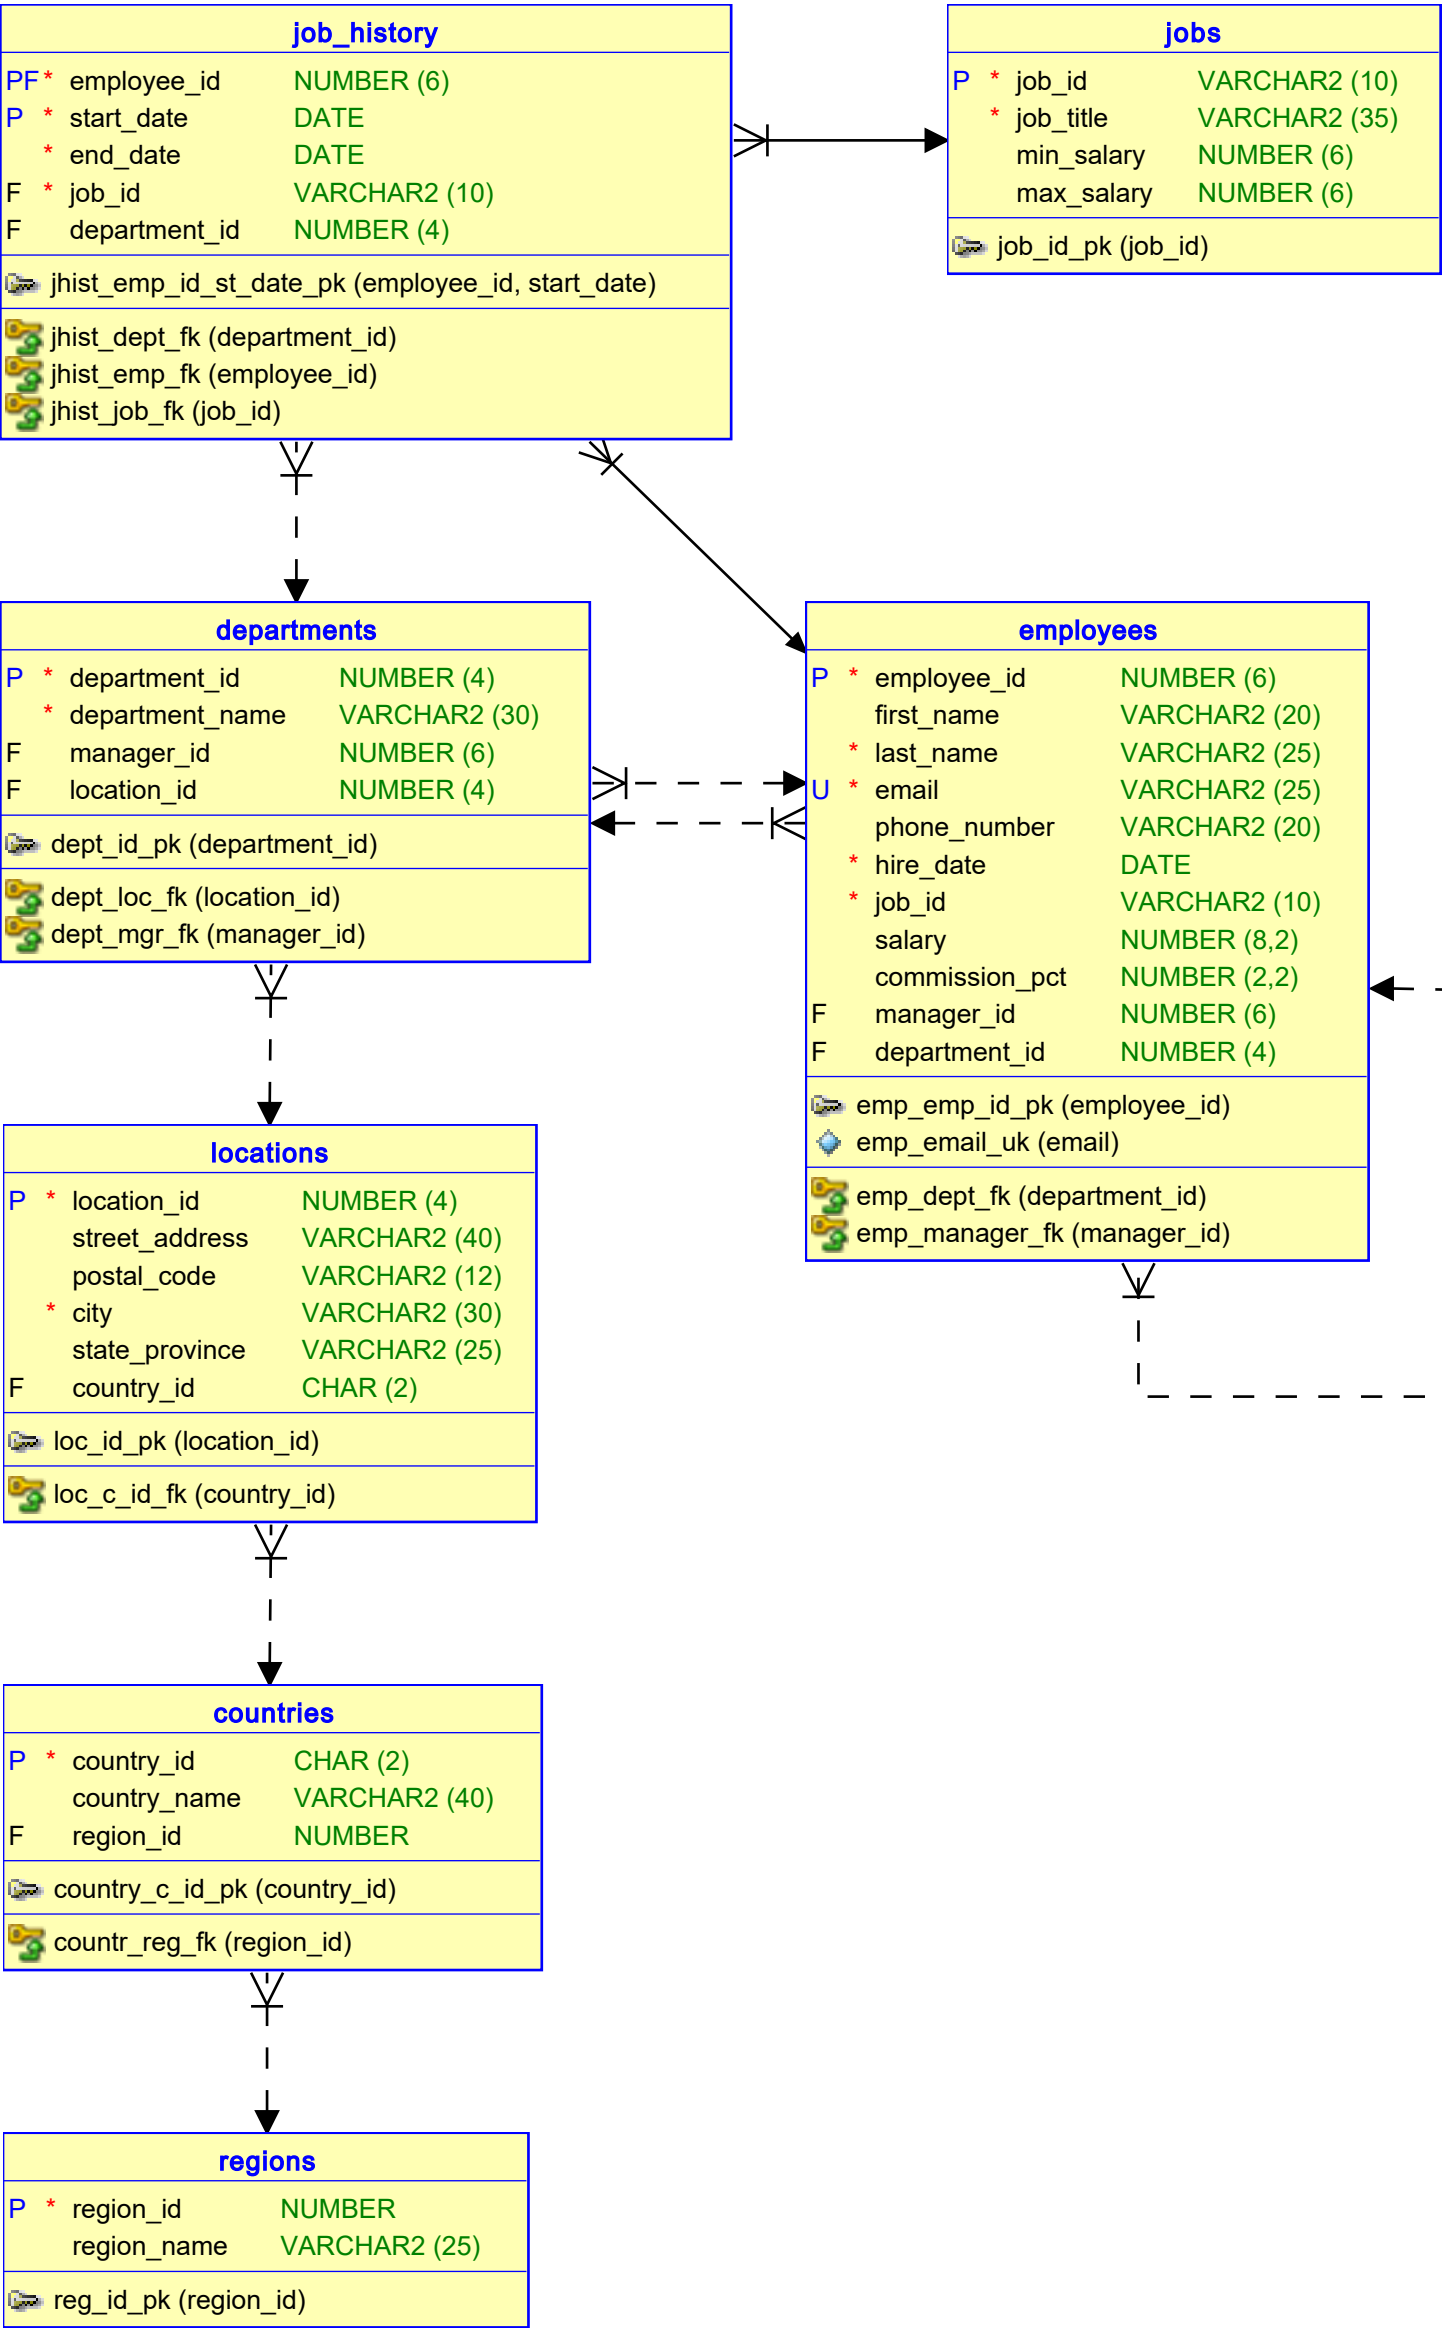 job_history
PF * employee_id NUMBER (6)
P * start_date DATE
* end_date DATE
F * job_id VARCHAR2 (10)
F department_id NUMBER (4)
jhist_emp_id_st_date_pk (employee_id, start_date)
jhist_dept_fk (department_id)
jhist_emp_fk (employee_id)
jhist_job_fk (job_id)
jobs
P * job_id VARCHAR2 (10)
* job_title VARCHAR2 (35)
min_salary NUMBER (6)
max_salary NUMBER (6)
job_id_pk (job_id)
departments
P * department_id NUMBER (4)
* department_name VARCHAR2 (30)
F manager_id NUMBER (6)
F location_id NUMBER (4)
dept_id_pk (department_id)
dept_loc_fk (location_id)
dept_mgr_fk (manager_id)
employees
P * employee_id NUMBER (6)
first_name VARCHAR2 (20)
* last_name VARCHAR2 (25)
U * email VARCHAR2 (25)
phone_number VARCHAR2 (20)
* hire_date DATE
* job_id VARCHAR2 (10)
salary NUMBER (8,2)
commission_pct NUMBER (2,2)
F manager_id NUMBER (6)
F department_id NUMBER (4)
emp_emp_id_pk (employee_id)
emp_email_uk (email)
emp_dept_fk (department_id)
emp_manager_fk (manager_id)
locations
P * location_id NUMBER (4)
street_address VARCHAR2 (40)
postal_code VARCHAR2 (12)
* city VARCHAR2 (30)
state_province VARCHAR2 (25)
F country_id CHAR (2)
loc_id_pk (location_id)
loc_c_id_fk (country_id)
countries
P * country_id CHAR (2)
country_name VARCHAR2 (40)
F region_id NUMBER
country_c_id_pk (country_id)
countr_reg_fk (region_id)
regions
P * region_id NUMBER
region_name VARCHAR2 (25)
reg_id_pk (region_id)